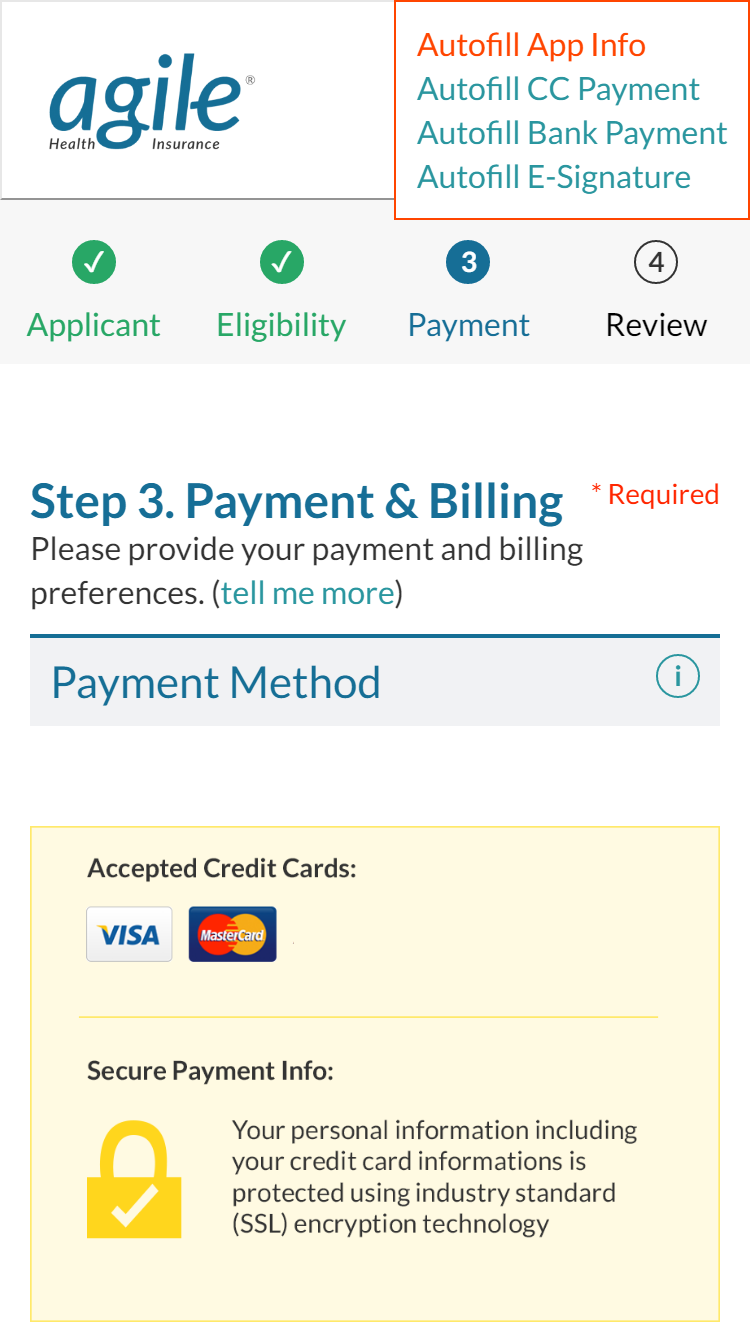 agile®
Health Insurance
Autofill App Info
Autofill CC Payment
Autofill Bank Payment
Autofill E-Signature
✓ ✓ 3 4
Applicant Eligibility Payment Review
Step 3. Payment & Billing * Required
Please provide your payment and billing
preferences. (tell me more)
Payment Method i
Accepted Credit Cards:
VISA MasterCard
Secure Payment Info:
Your personal information including
your credit card informations is
protected using industry standard
(SSL) encryption technology